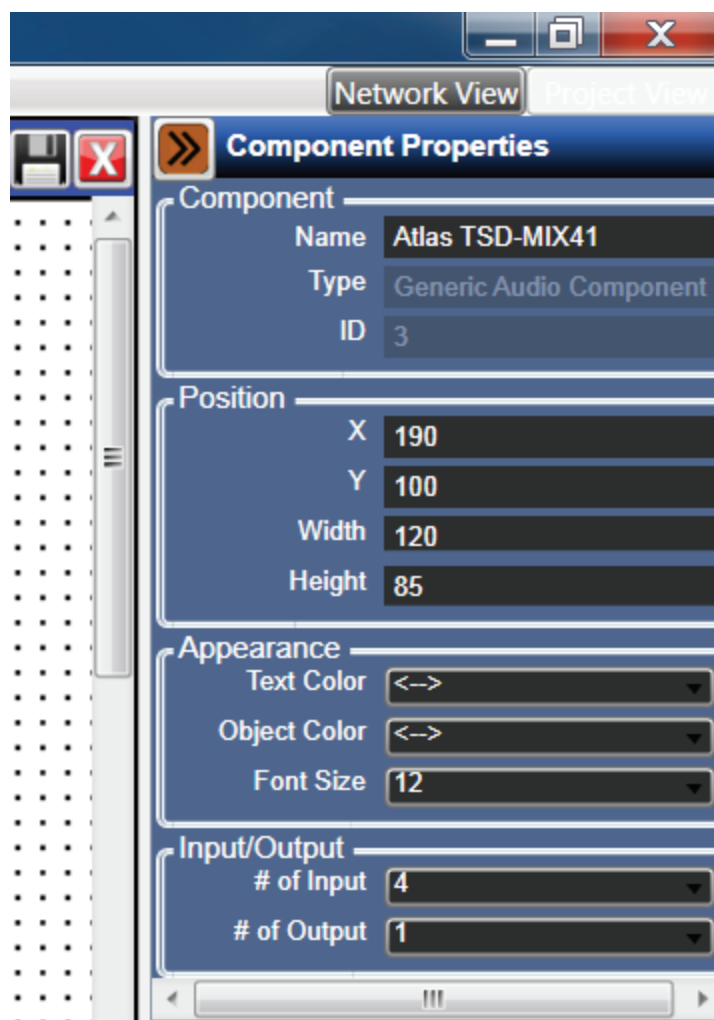 Network View Project View
Component Properties
Component
Name Atlas TSD-MIX41
Type Generic Audio Component
ID 3
Position
X 190
Y 100
Width 120
Height 85
Appearance
Text Color <-->
Object Color <-->
Font Size 12
Input/Output
# of Input 4
# of Output 1